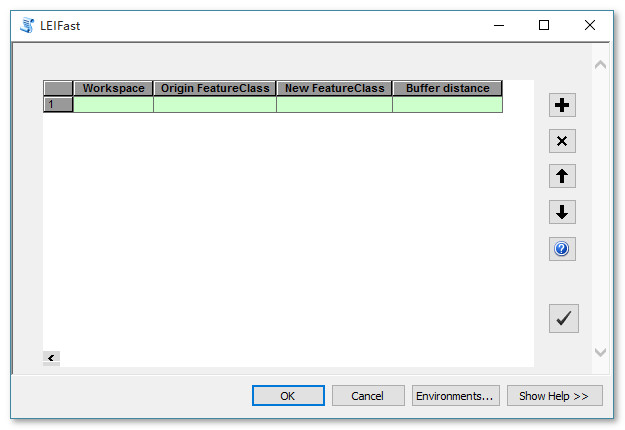 LEIFast
Workspace Origin FeatureClass New FeatureClass Buffer distance
1
OK Cancel Environments... Show Help >>